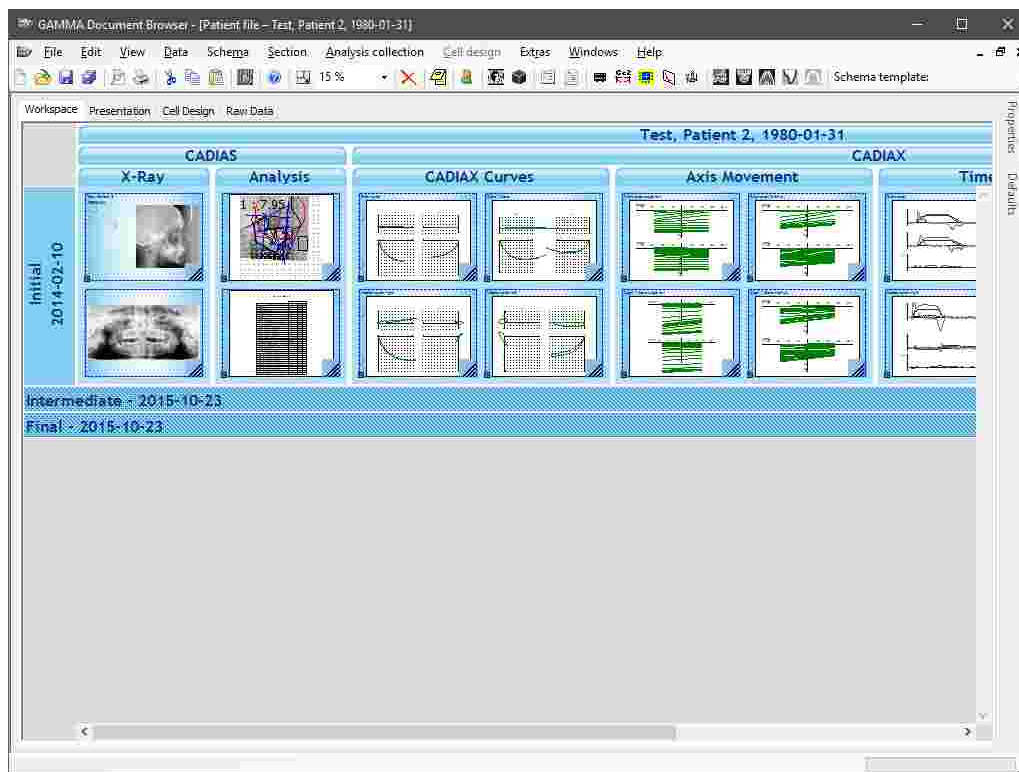 GAMMA Document Browser - [Patient file – Test, Patient 2, 1980-01-31]
File Edit View Data Schema Section Analysis collection Cell design Extras Windows Help
15 % Schema template:
Workspace Presentation Cell Design Raw Data
Properties
Defaults
Test, Patient 2, 1980-01-31
CADIAS CADIAX
X-Ray Analysis CADIAX Curves Axis Movement Time
Initial
2014-02-10
Intermediate - 2015-10-23
Final - 2015-10-23